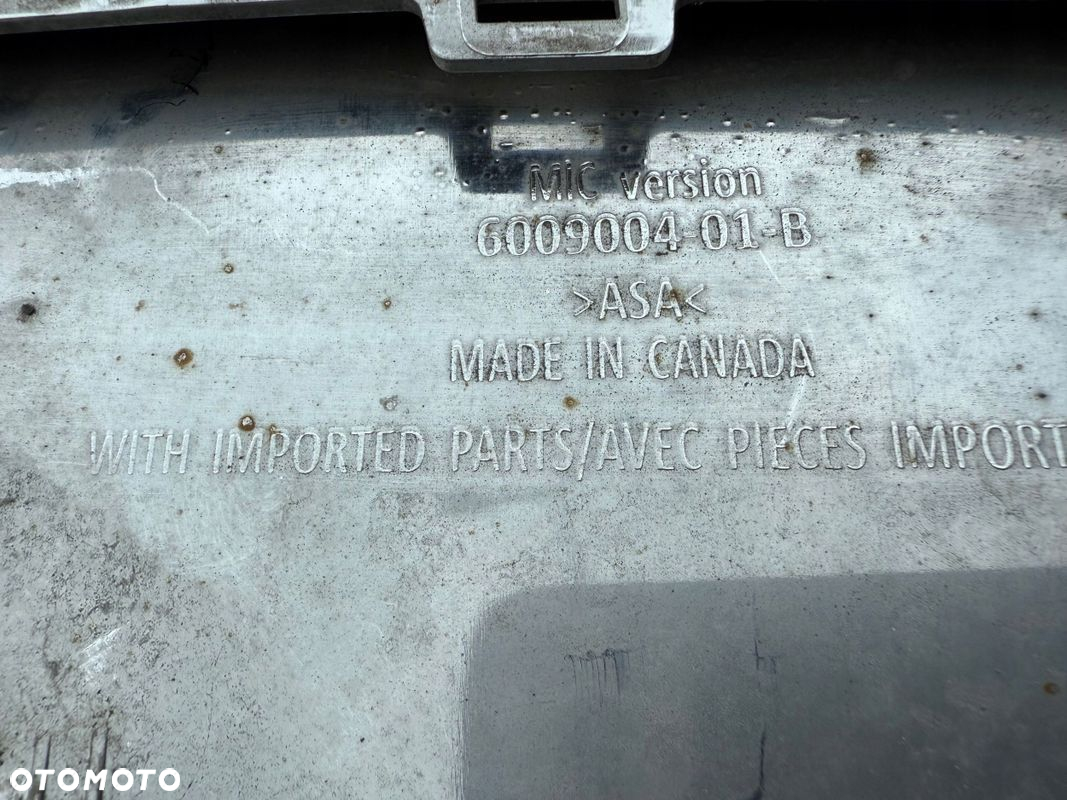 MiC version
6009004-01-B
>ASA<
MADE IN CANADA
WITH IMPORTED PARTS/AVEC PIECES IMPORT
OTOMOTO